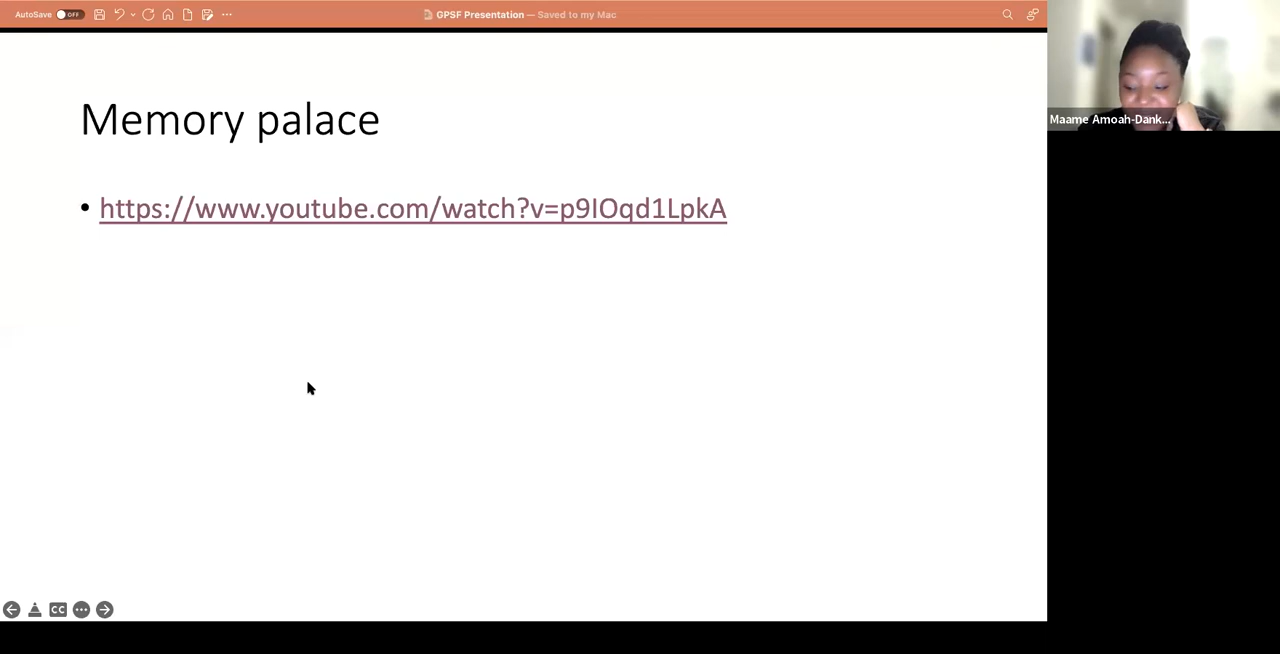 AutoSave OFF
GPSF Presentation — Saved to my Mac
Memory palace
• https://www.youtube.com/watch?v=p9IOqd1LpkA
Maame Amoah-Dank...
CC